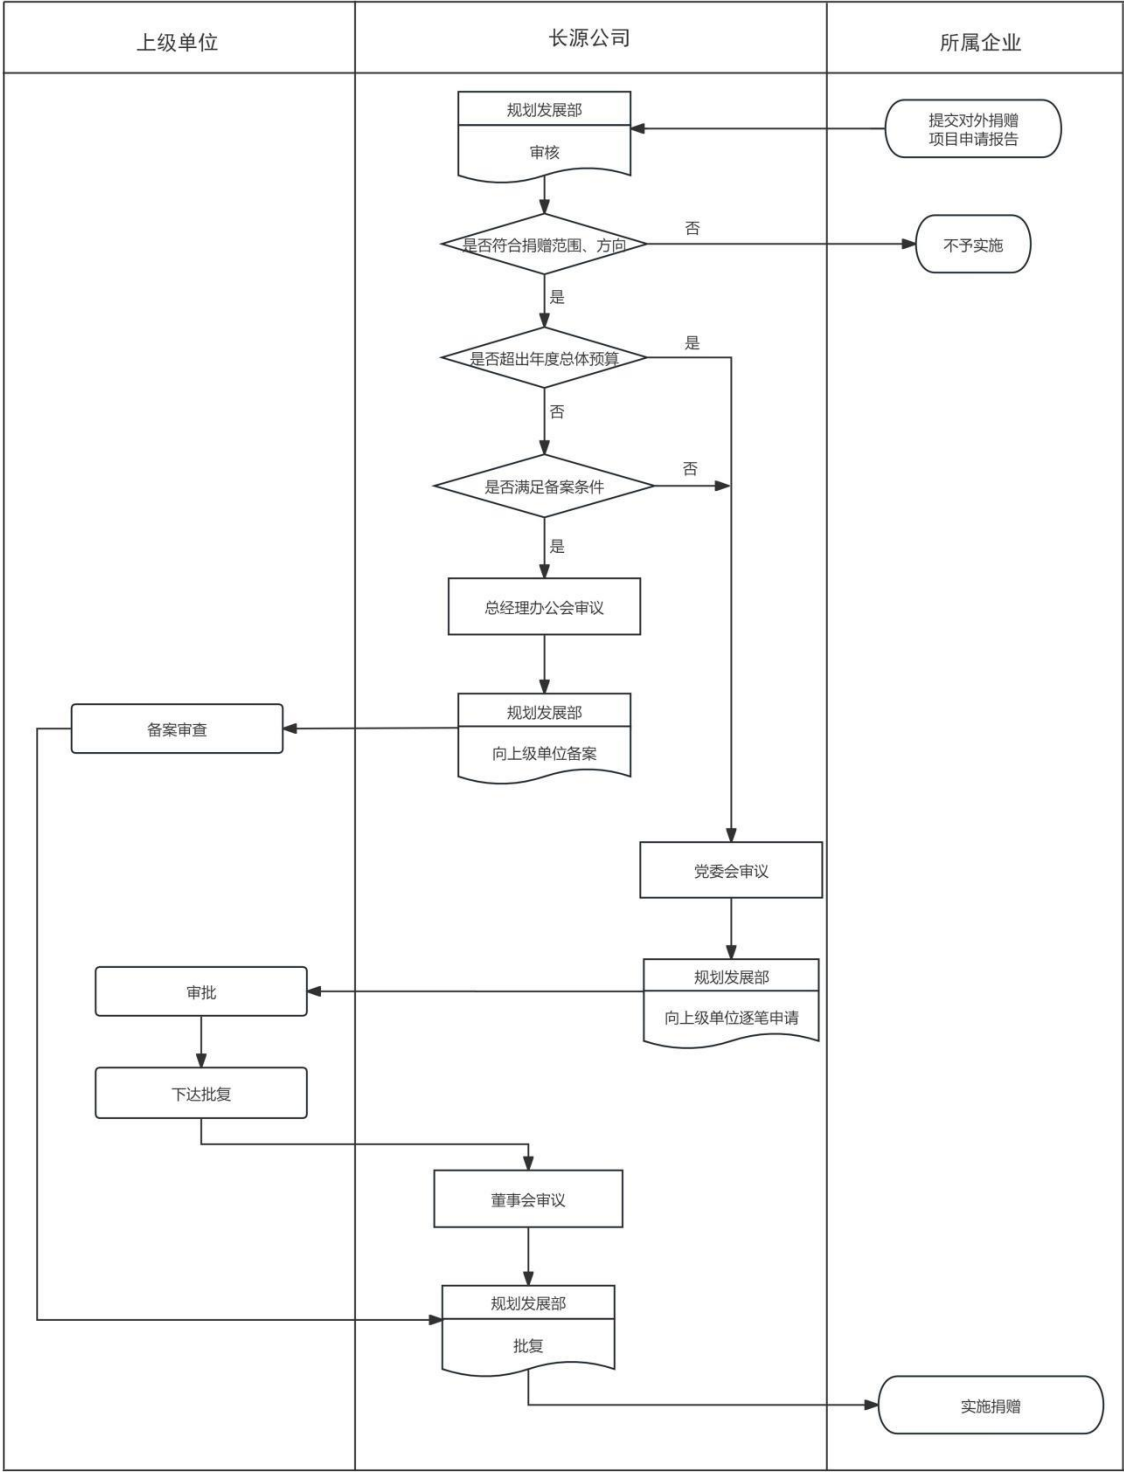 上级单位
长源公司
所属企业
规划发展部
审核
提交对外捐赠
项目申请报告
是否符合捐赠范围、方向
否
不予实施
是
是否超出年度总体预算
是
否
是否满足备案条件
否
是
总经理办公会审议
规划发展部
向上级单位备案
备案审查
党委会审议
规划发展部
向上级单位逐笔申请
审批
下达批复
董事会审议
规划发展部
批复
实施捐赠